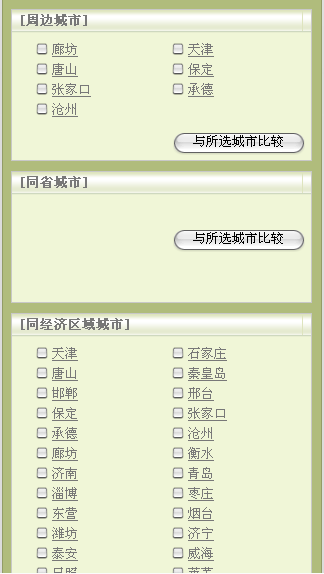 [周边城市]
廊坊 天津
唐山 保定
张家口 承德
沧州
与所选城市比较
[同省城市]
与所选城市比较
[同经济区域城市]
天津 石家庄
唐山 秦皇岛
邯郸 邢台
保定 张家口
承德 沧州
廊坊 衡水
济南 青岛
淄博 枣庄
东营 烟台
潍坊 济宁
泰安 威海
日照 莱芜